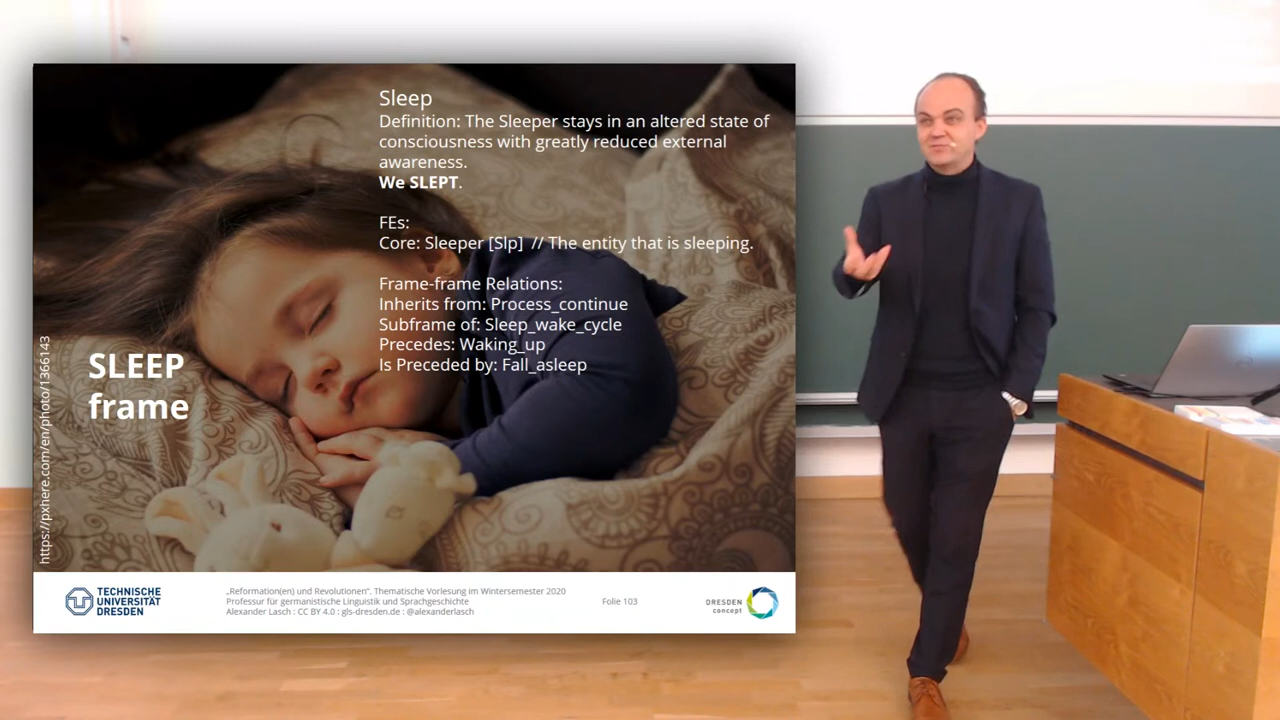 Sleep
Definition: The Sleeper stays in an altered state of
consciousness with greatly reduced external
awareness.
We SLEPT.
FEs:
Core: Sleeper [Slp]  // The entity that is sleeping.
Frame-frame Relations:
Inherits from: Process_continue
Subframe of: Sleep_wake_cycle
Precedes: Waking_up
Is Preceded by: Fall_asleep
SLEEP
frame
https://pxhere.com/en/photo/1366143
TECHNISCHE
UNIVERSITÄT
DRESDEN
„Reformation(en) und Revolutionen“. Thematische Vorlesung im Wintersemester 2020
Professur für germanistische Linguistik und Sprachgeschichte
Alexander Lasch : CC BY 4.0 : gls-dresden.de : @alexanderlasch
Folie 103
DRESDEN
concept